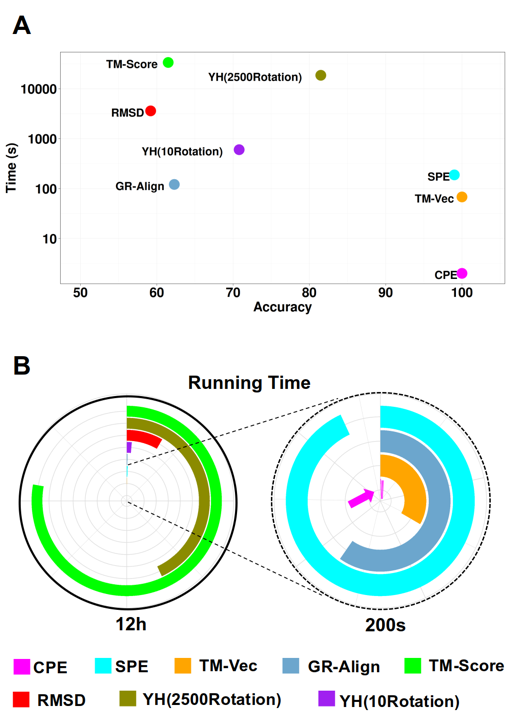 A
TM-Score
YH(2500Rotation)
10000
RMSD
1000
YH(10Rotation)
Time (s)
GR-Align
100
SPE
TM-Vec
10
CPE
50 60 70 80 90 100
Accuracy
B
Running Time
12h 200s
CPE SPE TM-Vec GR-Align TM-Score
RMSD YH(2500Rotation) YH(10Rotation)